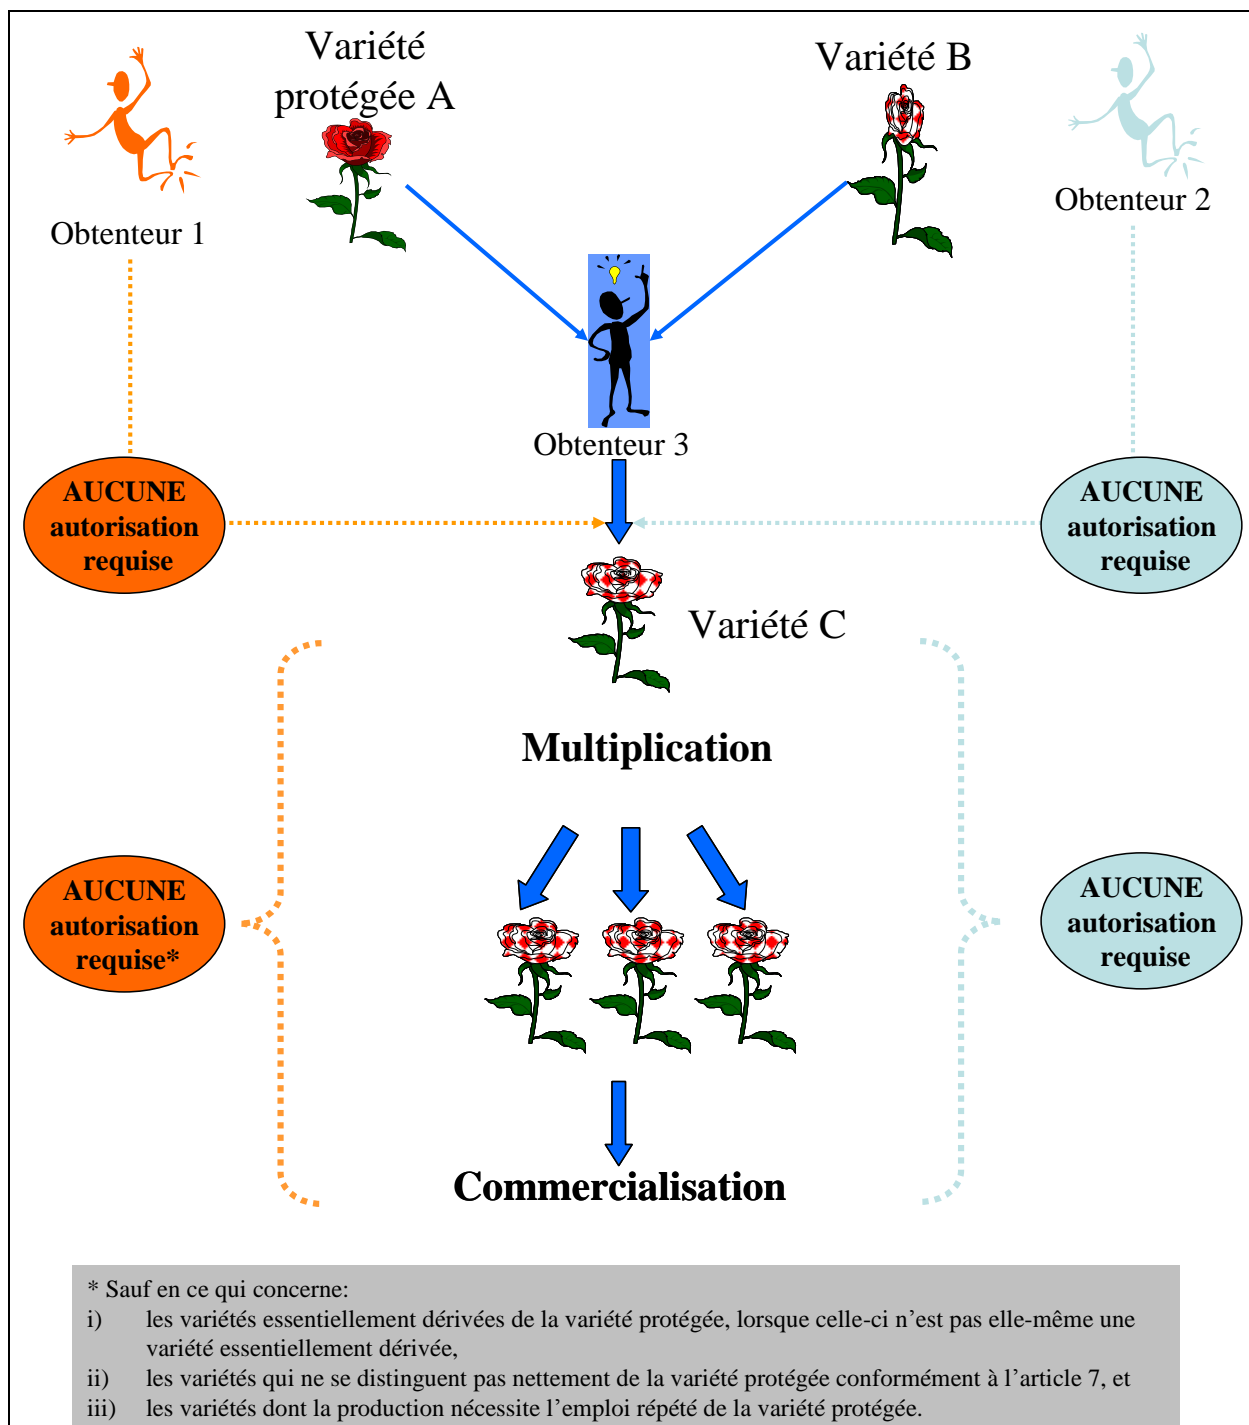 Variété
protégée A
Variété B
Obtenteur 1
Obtenteur 2
Obtenteur 3
AUCUNE
autorisation
requise
AUCUNE
autorisation
requise
Variété C
Multiplication
AUCUNE
autorisation
requise*
AUCUNE
autorisation
requise
Commercialisation
* Sauf en ce qui concerne:
i) les variétés essentiellement dérivées de la variété protégée, lorsque celle-ci n’est pas elle-même une
variété essentiellement dérivée,
ii) les variétés qui ne se distinguent pas nettement de la variété protégée conformément à l’article 7, et
iii) les variétés dont la production nécessite l’emploi répété de la variété protégée.